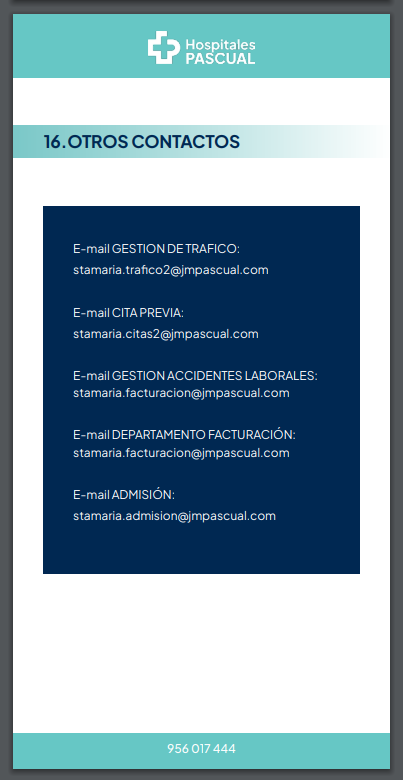 Hospitales
PASCUAL
16.OTROS CONTACTOS
E-mail GESTION DE TRAFICO:
stamaria.trafico2@jmpascual.com
E-mail CITA PREVIA:
stamaria.citas2@jmpascual.com
E-mail GESTION ACCIDENTES LABORALES:
stamaria.facturacion@jmpascual.com
E-mail DEPARTAMENTO FACTURACIÓN:
stamaria.facturacion@jmpascual.com
E-mail ADMISIÓN:
stamaria.admision@jmpascual.com
956 017 444